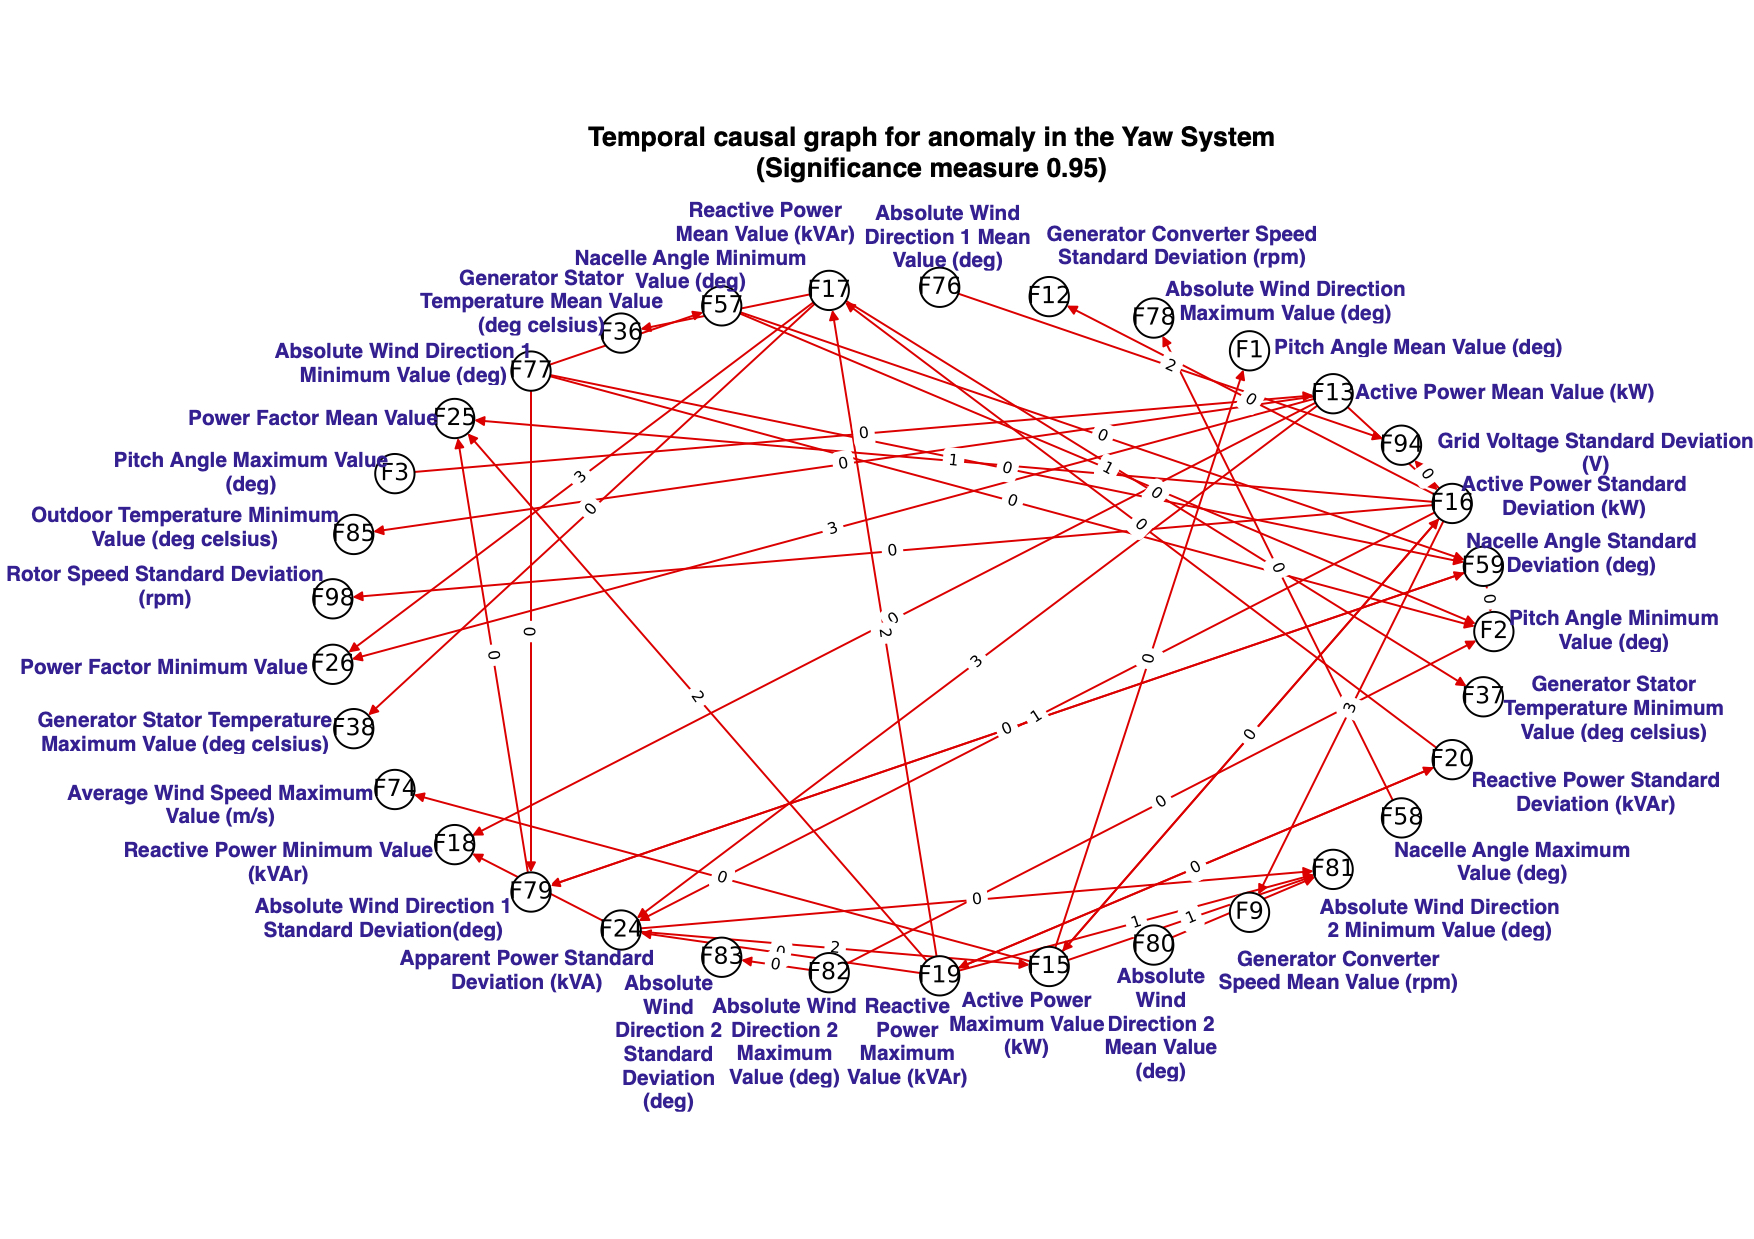 Temporal causal graph for anomaly in the Yaw System
(Significance measure 0.95)
Reactive Power
Mean Value (kVAr)
Absolute Wind
Direction 1 Mean
Value (deg)
Generator Converter Speed
Standard Deviation (rpm)
Nacelle Angle Minimum
Value (deg)
Generator Stator
Temperature Mean Value
(deg celsius)
Absolute Wind Direction
Maximum Value (deg)
F17
F76
F12
F57
F78
F36
F1
Pitch Angle Mean Value (deg)
Absolute Wind Direction 1
Minimum Value (deg)
F77
2
F13
Active Power Mean Value (kW)
0
Power Factor Mean Value
F25
0
0
F94
Grid Voltage Standard Deviation
(V)
Pitch Angle Maximum Value
(deg)
F3
3
0
1
0
1
0
F16
Active Power Standard
Deviation (kW)
0
0
0
Outdoor Temperature Minimum
Value (deg celsius)
F85
3
0
0
F59
Nacelle Angle Standard
Deviation (deg)
0
Rotor Speed Standard Deviation
(rpm)
F98
0
F2
Pitch Angle Minimum
Value (deg)
0
0
2
0
Power Factor Minimum Value
F26
0
3
0
F37
Generator Stator
Temperature Minimum
Value (deg celsius)
2
3
Generator Stator Temperature
Maximum Value (deg celsius)
F38
0
1
0
F20
Reactive Power Standard
Deviation (kVAr)
Average Wind Speed Maximum
Value (m/s)
F74
0
F58
Nacelle Angle Maximum
Value (deg)
Reactive Power Minimum Value
(kVAr)
F18
0
0
F81
Absolute Wind Direction
2 Minimum Value (deg)
F79
Absolute Wind Direction 1
Standard Deviation(deg)
0
F9
Generator Converter
Speed Mean Value (rpm)
1
1
F24
Apparent Power Standard
Deviation (kVA)
0
2
0
F83
F82
F19
F15
F80
Absolute
Wind
Direction 2
Standard
Deviation
(deg)
Absolute Wind
Direction 2
Maximum
Value (deg)
Reactive
Power
Maximum
Value (kVAr)
Active Power
Maximum Value
(kW)
Absolute
Wind
Direction 2
Mean Value
(deg)